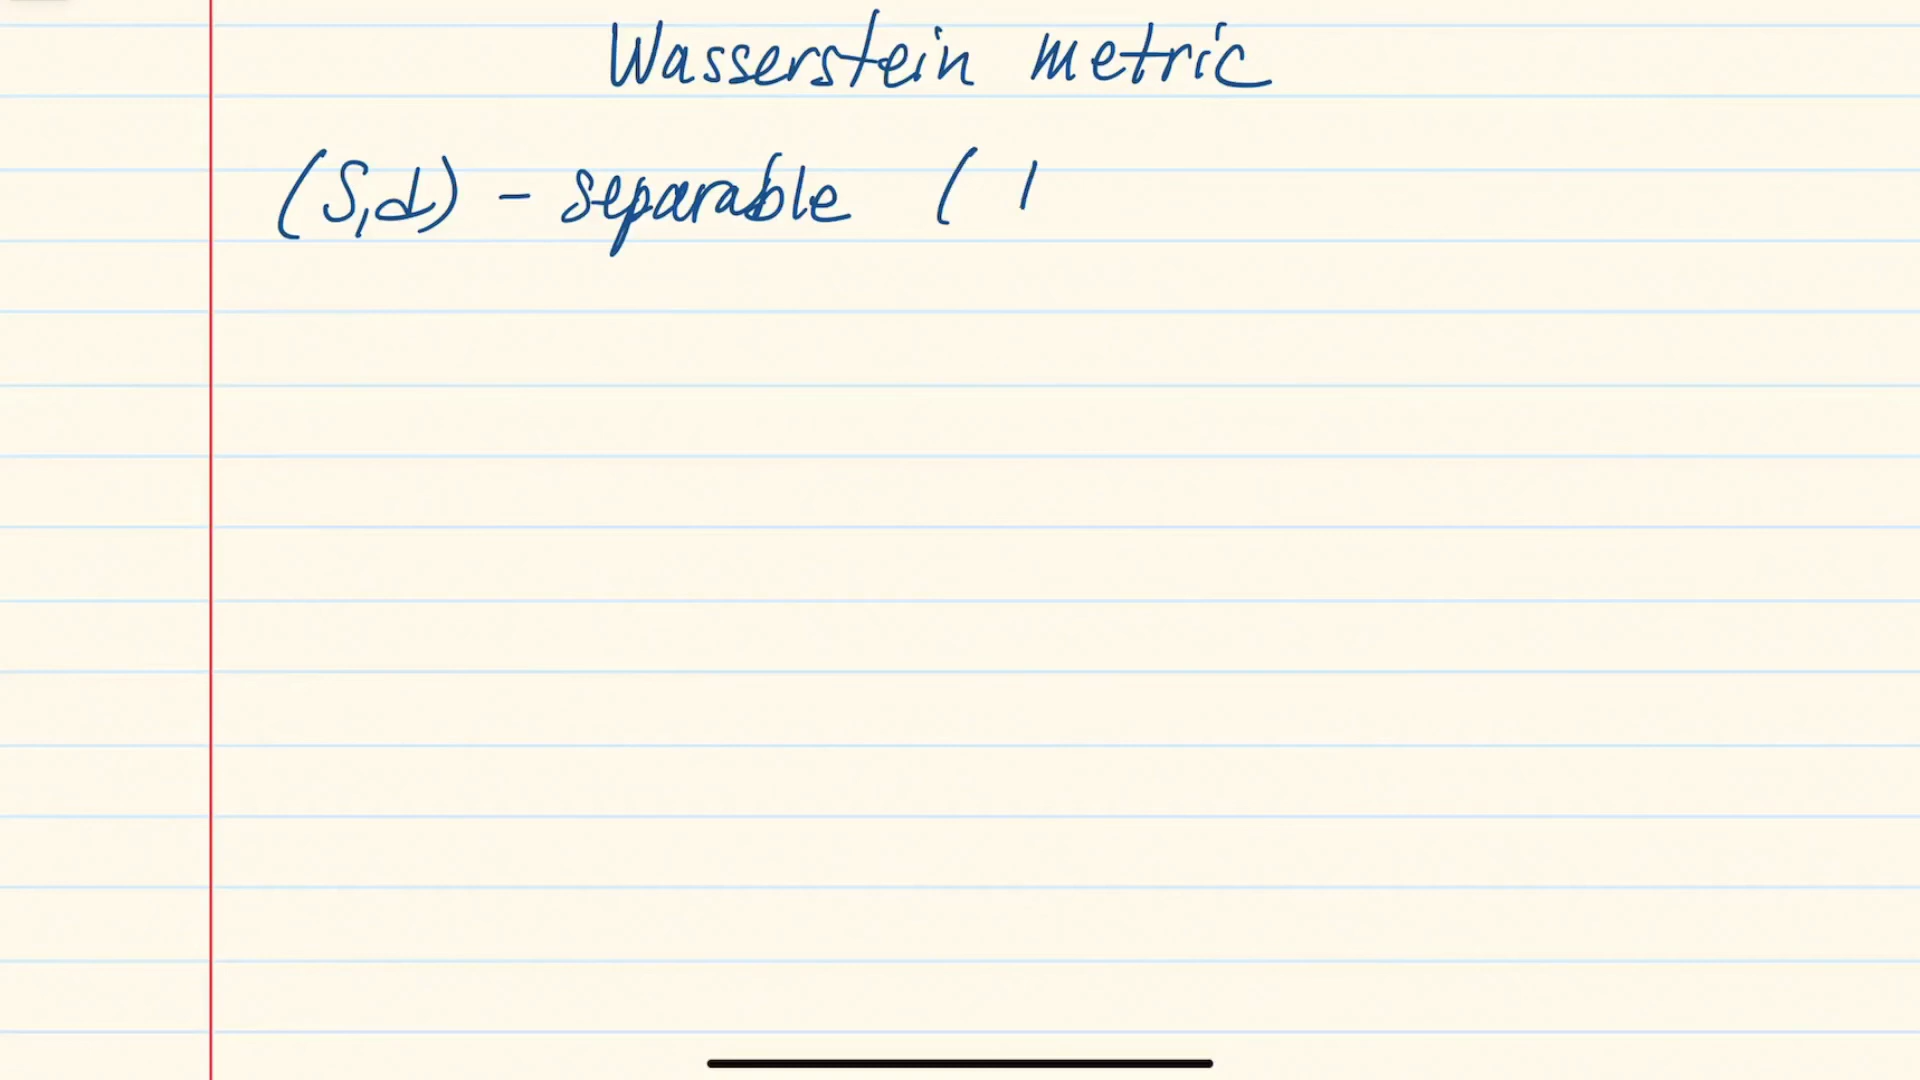 Wasserstein metric
(S,d) - separable (